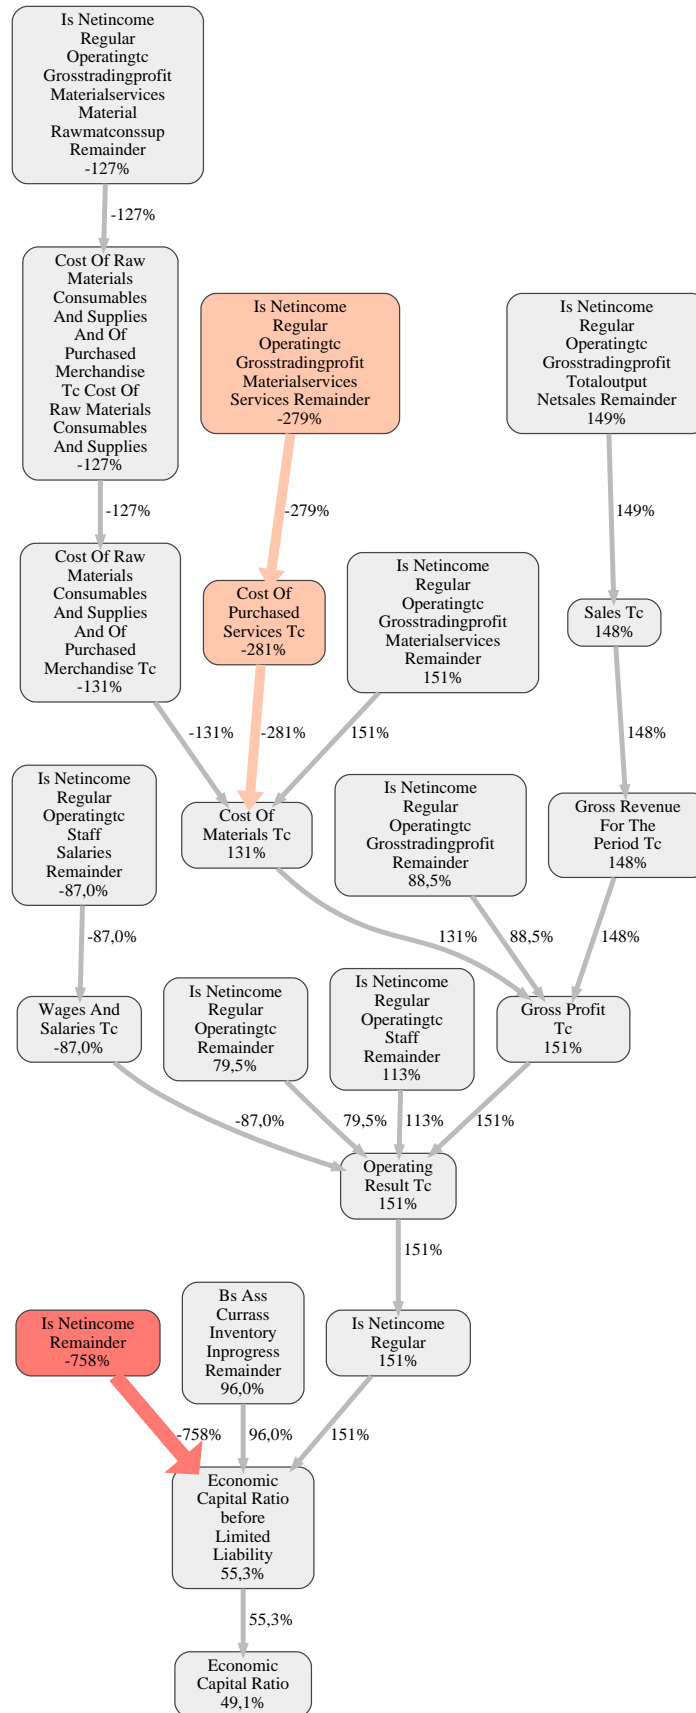 Is Netincome
Regular
Operatingtc
Grosstradingprofit
Materialservices
Material
Rawmatconssup
Remainder
-127%
-127%
Cost Of Raw
Materials
Consumables
And Supplies
And Of
Purchased
Merchandise
Tc Cost Of
Raw Materials
Consumables
And Supplies
-127%
Is Netincome
Regular
Operatingtc
Grosstradingprofit
Materialservices
Services Remainder
-279%
Is Netincome
Regular
Operatingtc
Grosstradingprofit
Totaloutput
Netsales Remainder
149%
-127%
-279%
149%
Cost Of Raw
Materials
Consumables
And Supplies
And Of
Purchased
Merchandise Tc
-131%
Cost Of
Purchased
Services Tc
-281%
Is Netincome
Regular
Operatingtc
Grosstradingprofit
Materialservices
Remainder
151%
Sales Tc
148%
-131%
-281%
151%
148%
Is Netincome
Regular
Operatingtc
Staff
Salaries
Remainder
-87,0%
Cost Of
Materials Tc
131%
Is Netincome
Regular
Operatingtc
Grosstradingprofit
Remainder
88,5%
Gross Revenue
For The
Period Tc
148%
-87,0%
131%
88,5%
148%
Wages And
Salaries Tc
-87,0%
Is Netincome
Regular
Operatingtc
Remainder
79,5%
Is Netincome
Regular
Operatingtc
Staff
Remainder
113%
Gross Profit
Tc
151%
-87,0%
79,5%
113%
151%
Operating
Result Tc
151%
151%
Is Netincome
Remainder
-758%
Bs Ass
Currass
Inventory
Inprogress
Remainder
96,0%
Is Netincome
Regular
151%
-758%
96,0%
151%
Economic
Capital Ratio
before
Limited
Liability
55,3%
55,3%
Economic
Capital Ratio
49,1%